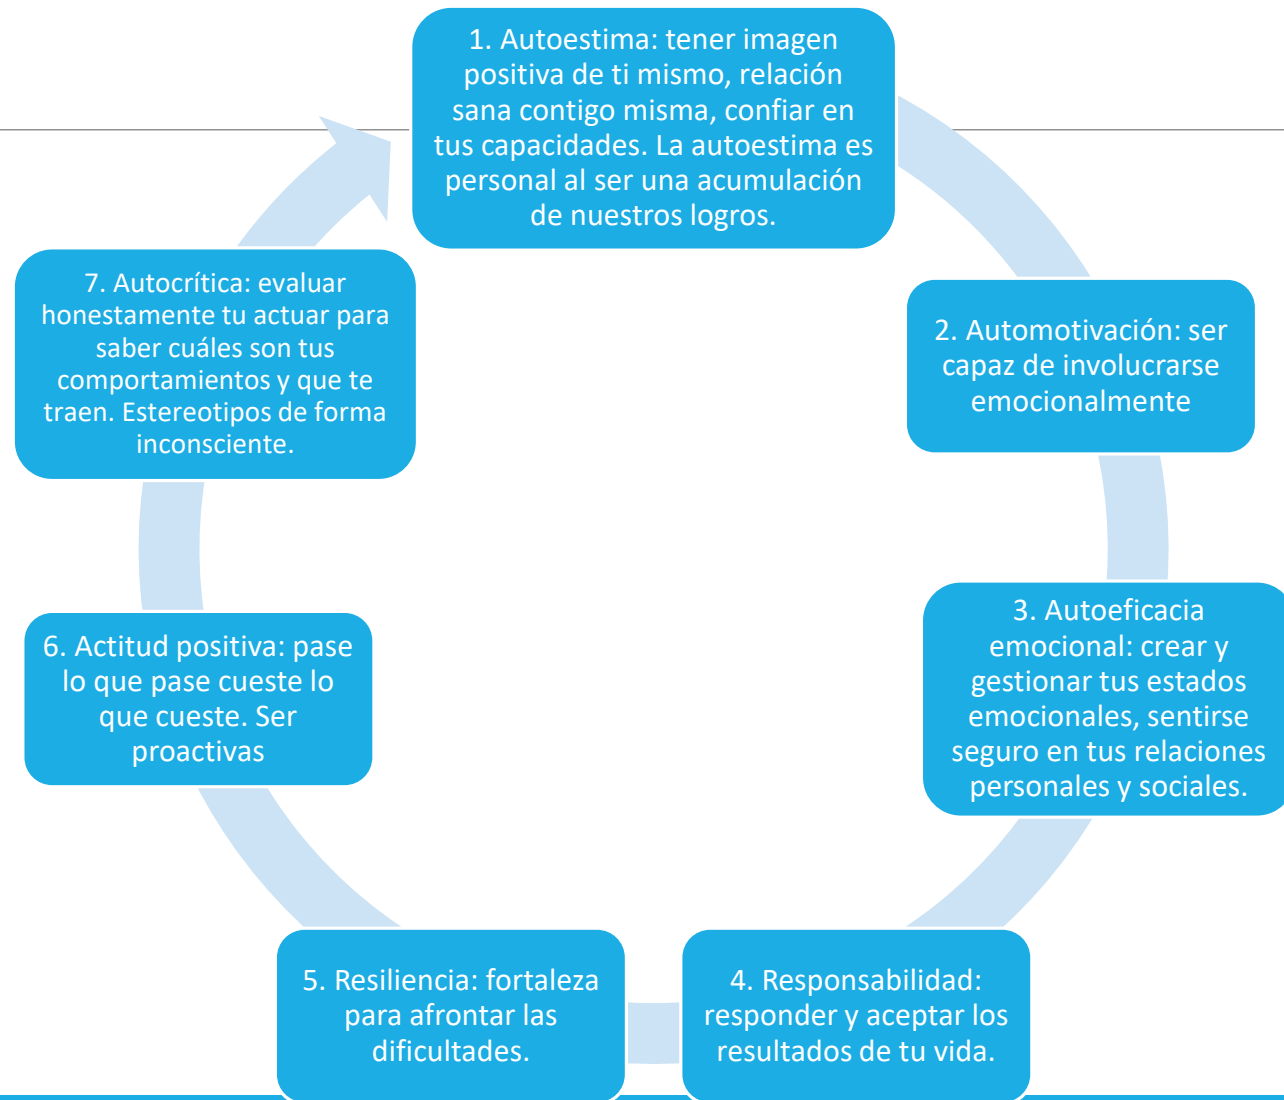 1. Autoestima: tener imagen
positiva de ti mismo, relación
sana contigo misma, confiar en
tus capacidades. La autoestima es
personal al ser una acumulación
de nuestros logros.
2. Automotivación: ser
capaz de involucrarse
emocionalmente
3. Autoeficacia
emocional: crear y
gestionar tus estados
emocionales, sentirse
seguro en tus relaciones
personales y sociales.
4. Responsabilidad:
responder y aceptar los
resultados de tu vida.
5. Resiliencia: fortaleza
para afrontar las
dificultades.
6. Actitud positiva: pase
lo que pase cueste lo
que cueste. Ser
proactivas
7. Autocrítica: evaluar
honestamente tu actuar para
saber cuáles son tus
comportamientos y que te
traen. Estereotipos de forma
inconsciente.